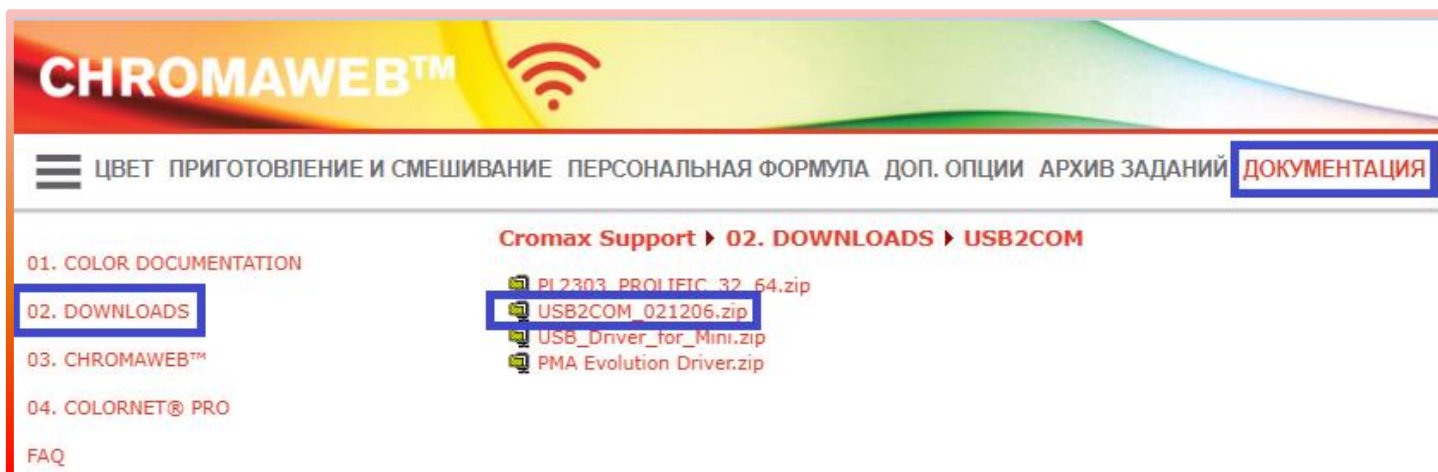 CHROMAWEB™
ЦВЕТ ПРИГОТОВЛЕНИЕ И СМЕШИВАНИЕ ПЕРСОНАЛЬНАЯ ФОРМУЛА ДОП. ОПЦИИ АРХИВ ЗАДАНИЙ ДОКУМЕНТАЦИЯ
Cromax Support 02. DOWNLOADS USB2COM
01. COLOR DOCUMENTATION
02. DOWNLOADS
03. CHROMAWEB™
04. COLORNET® PRO
FAQ
PL2303_PROLIFIC_32_64.zip
USB2COM_021206.zip
USB_Driver_for_Mini.zip
PMA Evolution Driver.zip